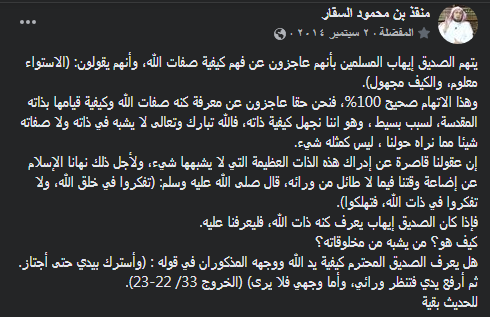 منقذ بن محمود السقار
المفضلة · ٢ سبتمبر ٢٠١٤ ·
يتهم الصديق إيهاب المسلمين بأنهم عاجزون عن فهم كيفية صفات الله، وأنهم يقولون: (الاستواء
معلوم، والكيف مجهول).
وهذا الاتهام صحيح 100%، فنحن حقا عاجزون عن معرفة كنه صفات الله وكيفية قيامها بذاته
المقدسة، لسبب بسيط ، وهو اننا نجهل كيفية ذاته، فالله تبارك وتعالى لا يشبه في ذاته ولا صفاته
شيئا مما نراه حولنا ، ليس كمثله شيء.
إن عقولنا قاصرة عن إدراك هذه الذات العظيمة التي لا يشبهها شيء، ولأجل ذلك نهانا الإسلام
عن إضاعة وقتنا فيما لا طائل من ورائه، قال صلى الله عليه وسلم: (تفكروا في خلق الله، ولا
تفكروا في ذات الله، فتهلكوا).
فإذا كان الصديق إيهاب يعرف كنه ذات الله، فليعرفنا عليه.
كيف هو؟ من يشبه من مخلوقاته؟
هل يعرف الصديق المحترم كيفية يد الله ووجهه المذكوران في قوله : (وأسترك بيدي حتى أجتاز.
ثم أرفع يدي فتنظر ورائي، وأما وجهي فلا يرى) (الخروج 33/ 22-23).
للحديث بقية